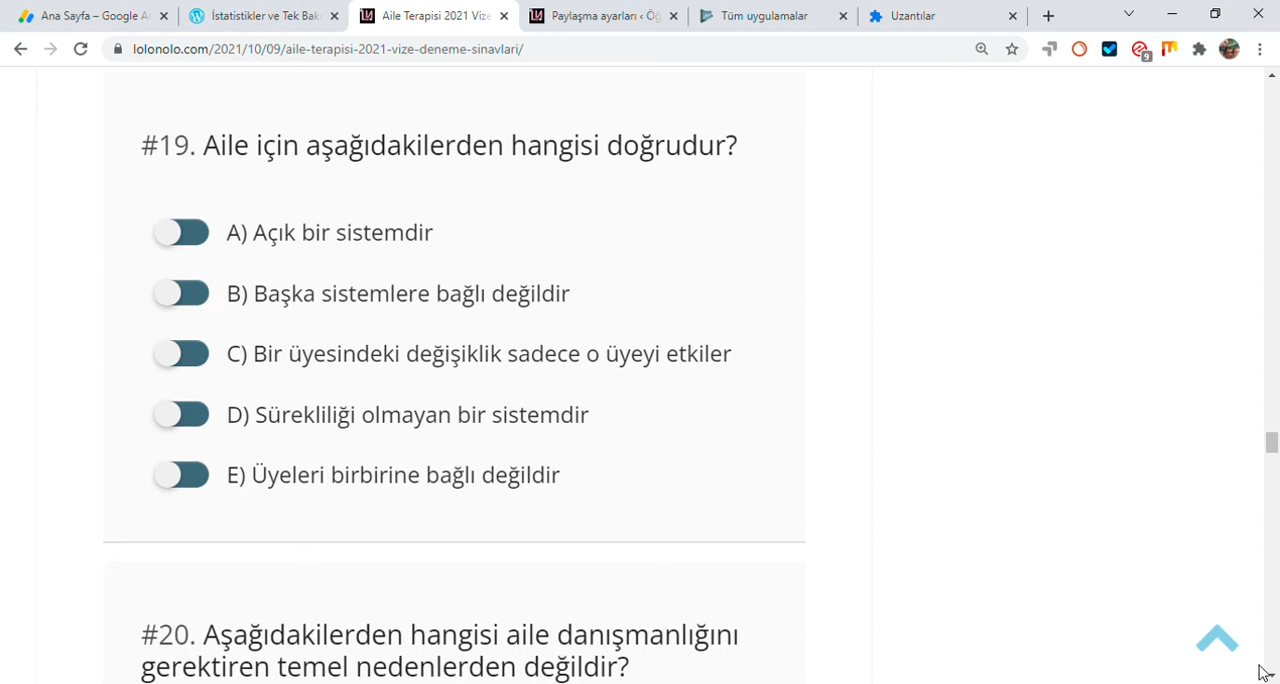 Ana Sayfa – Google A
İstatistikler ve Tek Bak
Aile Terapisi 2021 Vize
Paylaşma ayarları ‹ Öğ
Tüm uygulamalar
Uzantılar
lolonolo.com/2021/10/09/aile-terapisi-2021-vize-deneme-sinavlari/
9
#19. Aile için aşağıdakilerden hangisi doğrudur?
A) Açık bir sistemdir
B) Başka sistemlere bağlı değildir
C) Bir üyesindeki değişiklik sadece o üyeyi etkiler
D) Sürekliliği olmayan bir sistemdir
E) Üyeleri birbirine bağlı değildir
#20. Aşağıdakilerden hangisi aile danışmanlığını
gerektiren temel nedenlerden değildir?